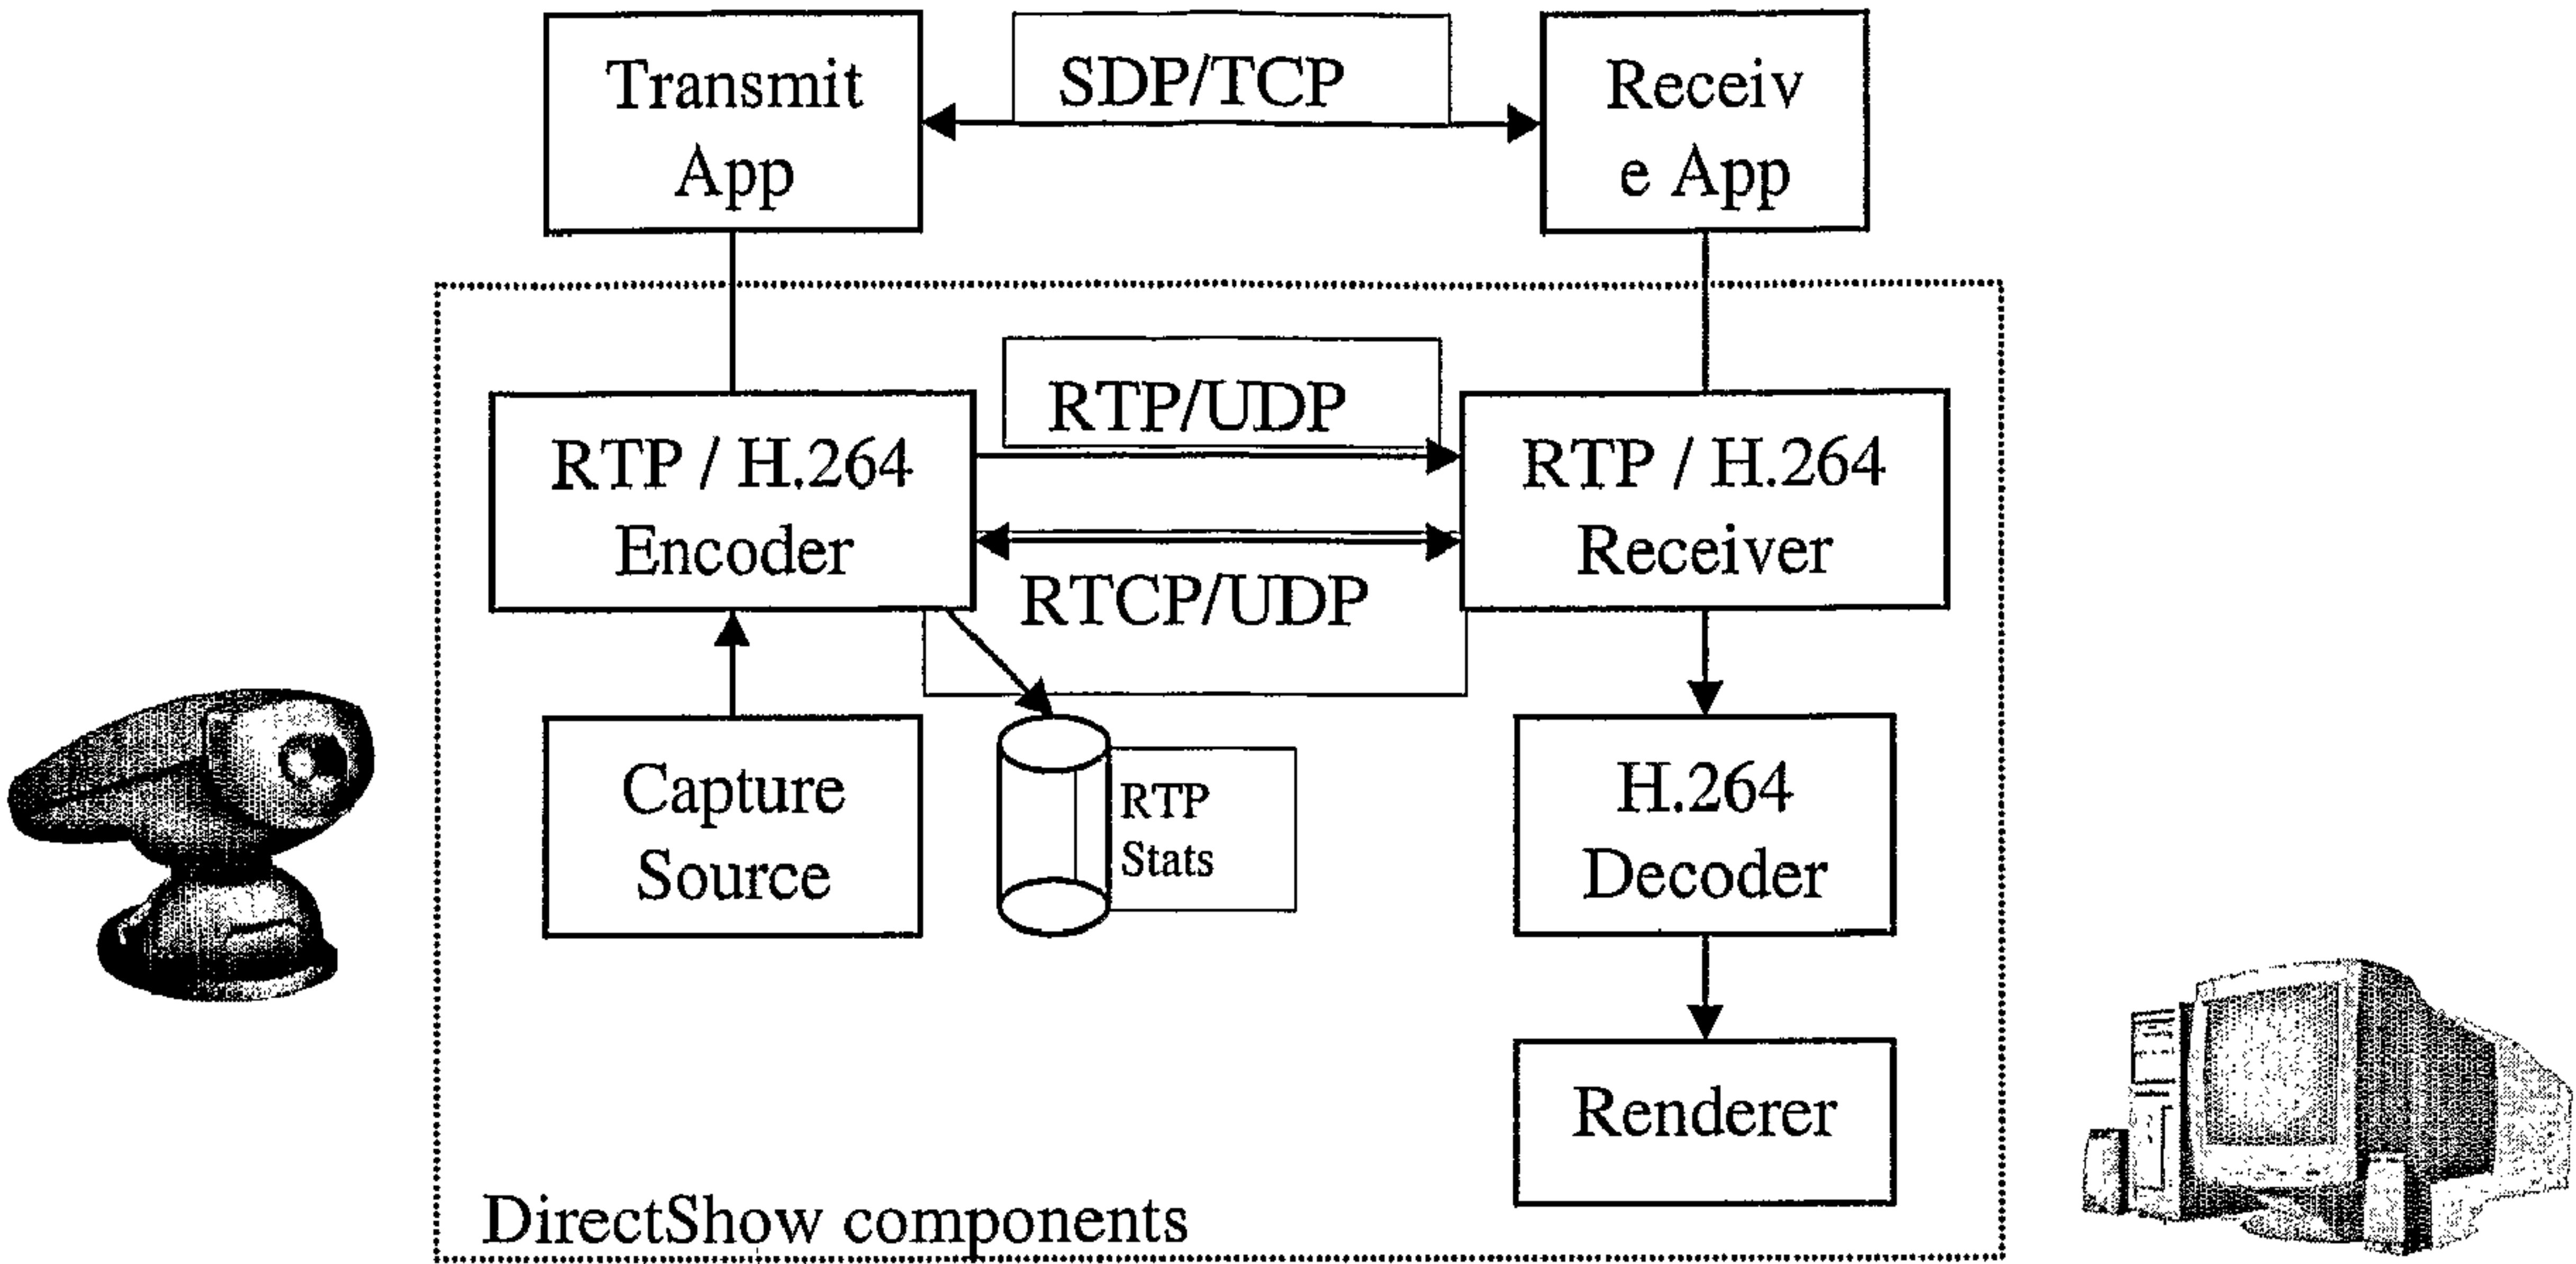 Transmit
App
SDP/TCP
Receiv
e App
RTP/UDP
RTP / H.264
Encoder
RTP / H.264
Receiver
RTCP/UDP
Capture
Source
RTP
Stats
H.264
Decoder
Renderer
DirectShow components